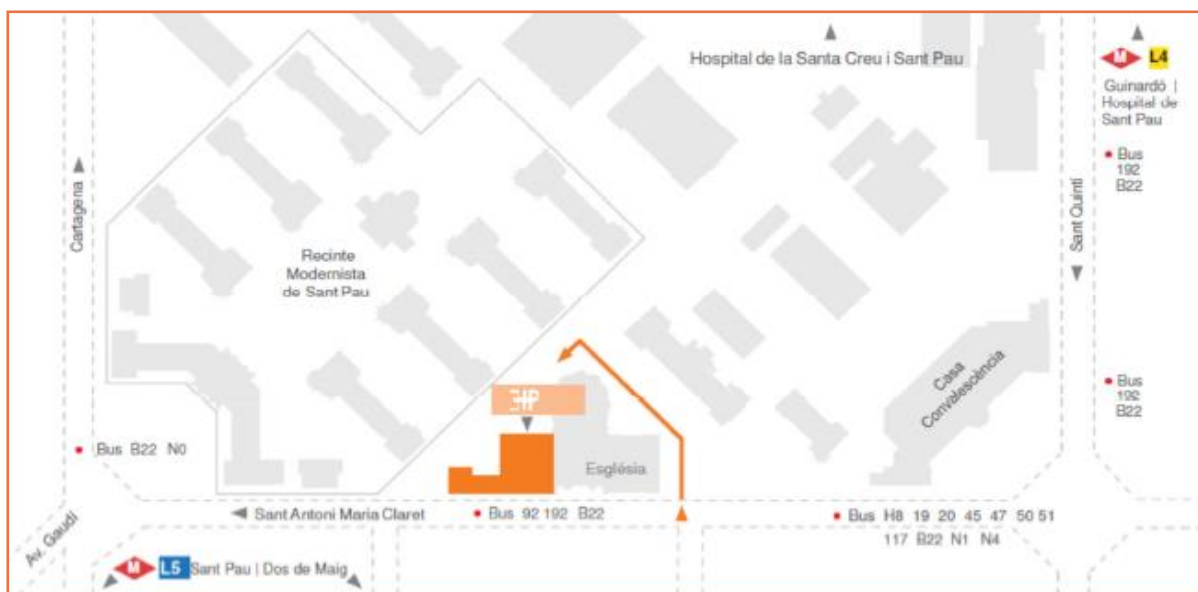 Hospital de la Santa Creu i Sant Pau
M L4
Guinardó |
Hospital de
Sant Pau
Bus
192
B22
Cartagena
Sant Quintí
Recinte
Modernista
de Sant Pau
Casa
Convalescència
Bus
192
B22
Bus B22 N0
Església
Sant Antoni Maria Claret
Bus 92 192 B22
Bus H8 19 20 45 47 50 51
117 B22 N1 N4
Av. Gaudí
M L5 Sant Pau | Dos de Maig